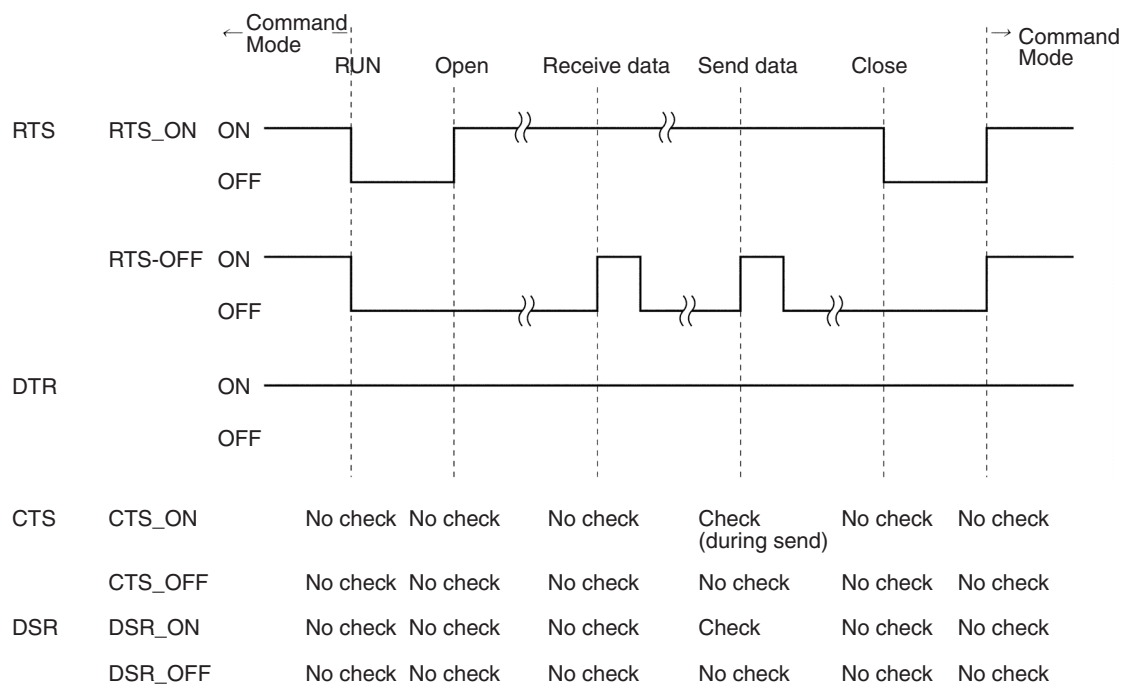 ← Command Mode
→ Command Mode
RUN Open Receive data Send data Close
RTS RTS_ON ON
OFF
RTS-OFF ON
OFF
DTR ON
OFF
CTS CTS_ON No check No check No check Check (during send) No check No check
CTS_OFF No check No check No check No check No check No check
DSR DSR_ON No check No check No check Check No check No check
DSR_OFF No check No check No check No check No check No check